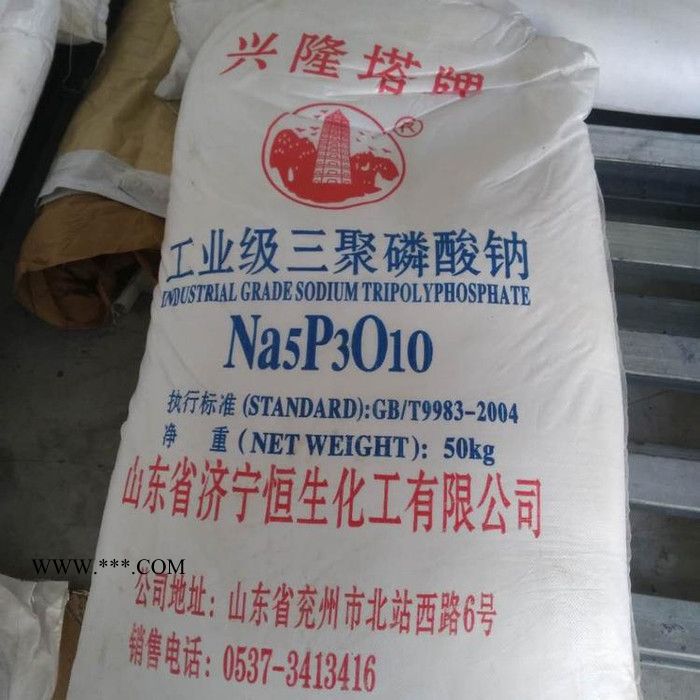 兴隆塔牌
®
工业级三聚磷酸钠
INDUSTRIAL GRADE SODIUM TRIPOLYPHOSPHATE
Na5P3O10
执行标准(STANDARD):GB/T9983-2004
净 重(NET WEIGHT): 50kg
山东省济宁恒生化工有限公司
WWW.***.COM
公司地址: 山东省兖州市北站西路6号
销售电话: 0537-3413416